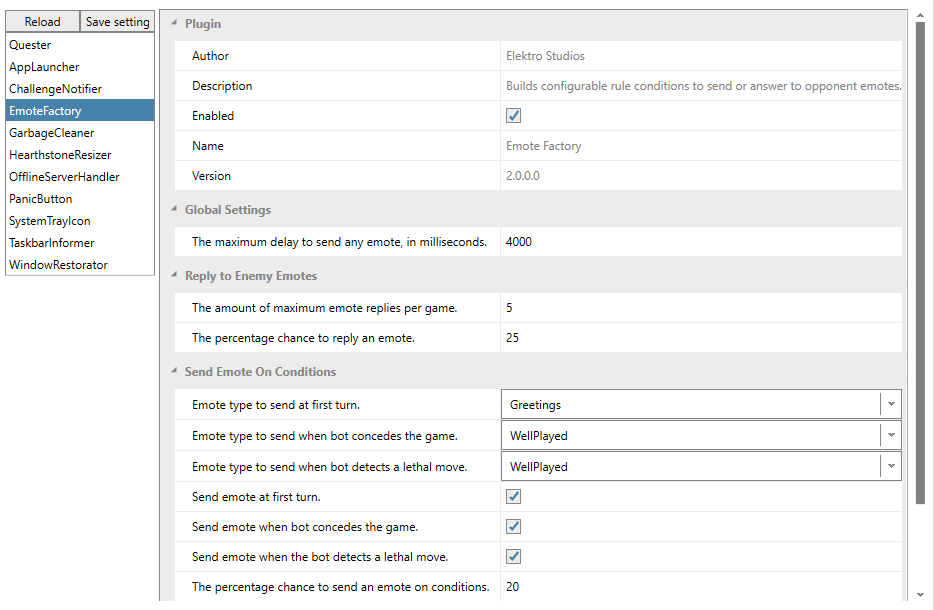 Reload Save setting
Quester
AppLauncher
ChallengeNotifier
EmoteFactory
GarbageCleaner
HearthstoneResizer
OfflineServerHandler
PanicButton
SystemTrayIcon
TaskbarInformer
WindowRestorator
Plugin
Author Elektro Studios
Description Builds configurable rule conditions to send or answer to opponent emotes.
Enabled
Name Emote Factory
Version 2.0.0.0
Global Settings
The maximum delay to send any emote, in milliseconds. 4000
Reply to Enemy Emotes
The amount of maximum emote replies per game. 5
The percentage chance to reply an emote. 25
Send Emote On Conditions
Emote type to send at first turn. Greetings
Emote type to send when bot concedes the game. WellPlayed
Emote type to send when bot detects a lethal move. WellPlayed
Send emote at first turn.
Send emote when bot concedes the game.
Send emote when the bot detects a lethal move.
The percentage chance to send an emote on conditions. 20